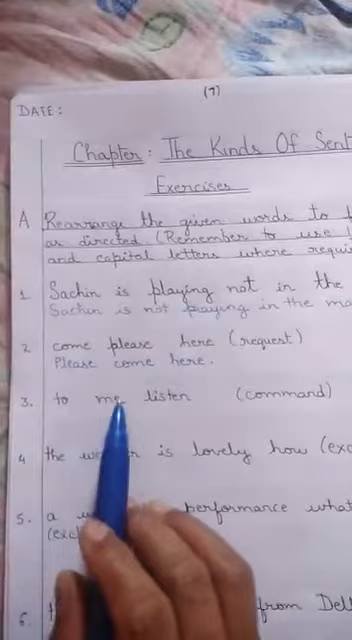 (7)
DATE:
Chapter: The Kinds Of Sent
Exercises
A Rearrange the given words to
as directed. (Remember to use
and capital letters where requi
1 Sachin is playing not in the
Sachin is not playing in the ma
2 come please here (request)
Please come here.
3. to me listen (command)
4 the is lovely how (exc
5. a performance what
(exc
6. from Del